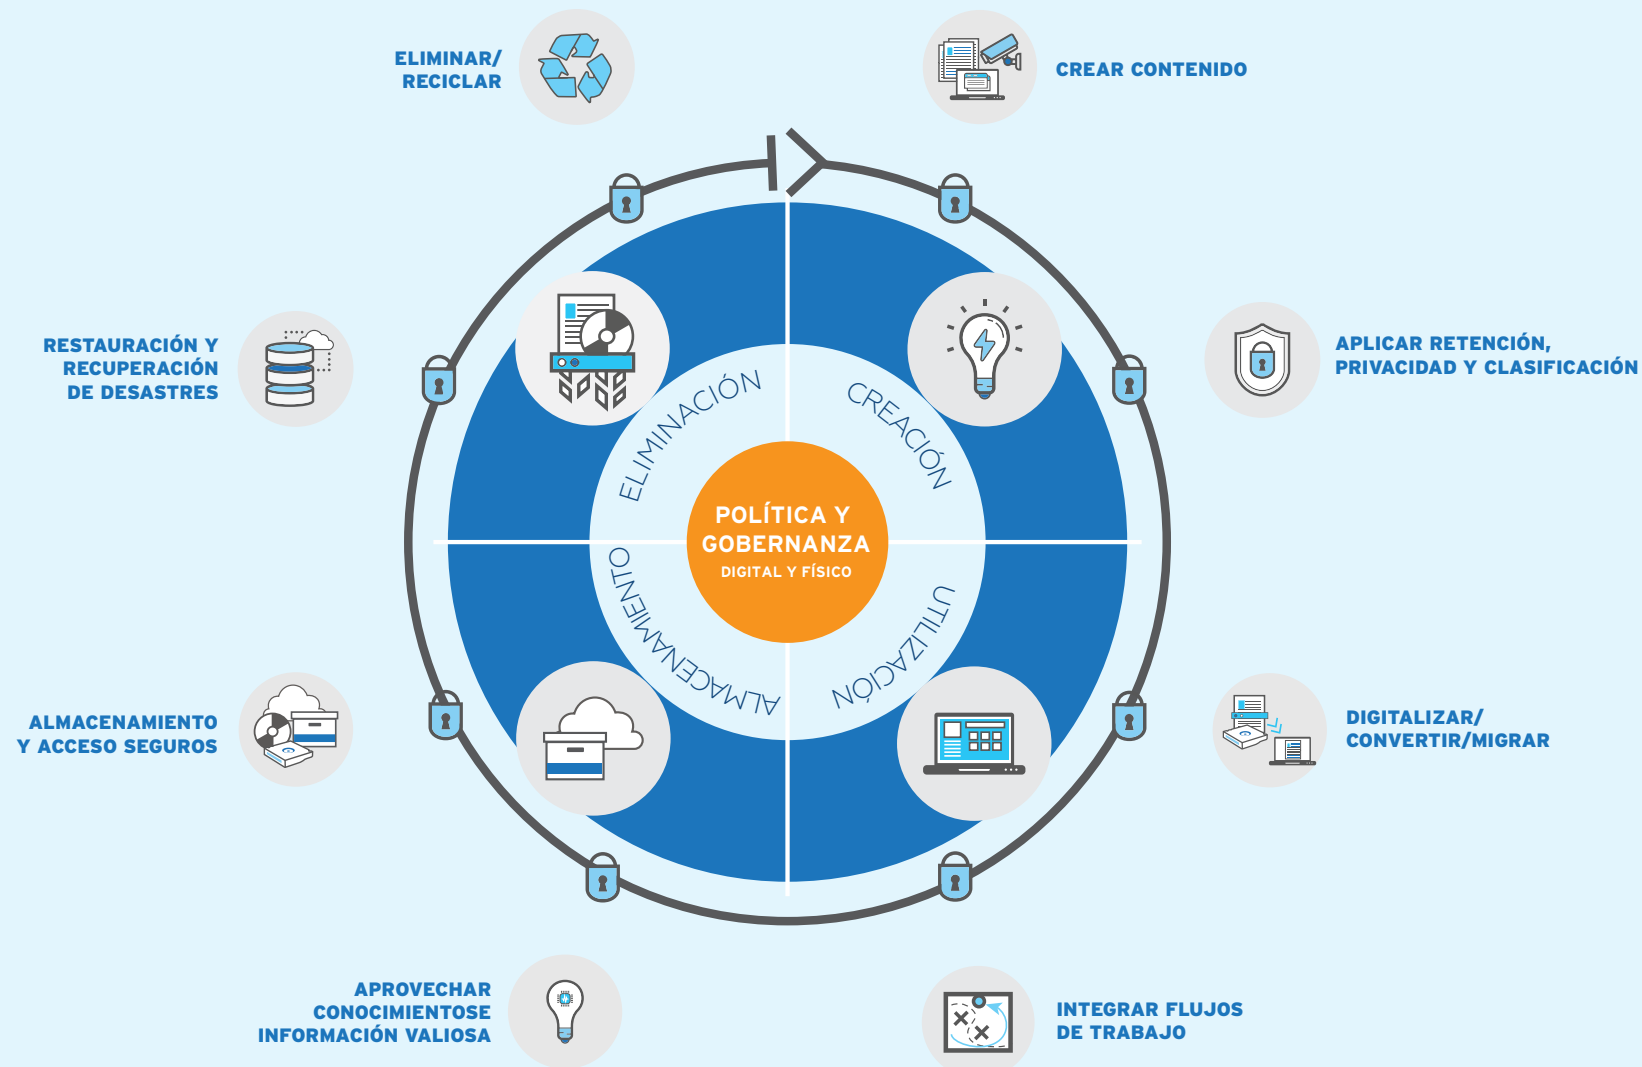 ELIMINAR/
RECICLAR
CREAR CONTENIDO
RESTAURACIÓN Y
RECUPERACIÓN
DE DESASTRES
APLICAR RETENCIÓN,
PRIVACIDAD Y CLASIFICACIÓN
ELIMINACIÓN
CREACIÓN
POLÍTICA Y
GOBERNANZA
DIGITAL Y FÍSICO
ALMACENAMIENTO
UTILIZACIÓN
ALMACENAMIENTO
Y ACCESO SEGUROS
DIGITALIZAR/
CONVERTIR/MIGRAR
APROVECHAR
CONOCIMIENTOSE
INFORMACIÓN VALIOSA
INTEGRAR FLUJOS
DE TRABAJO